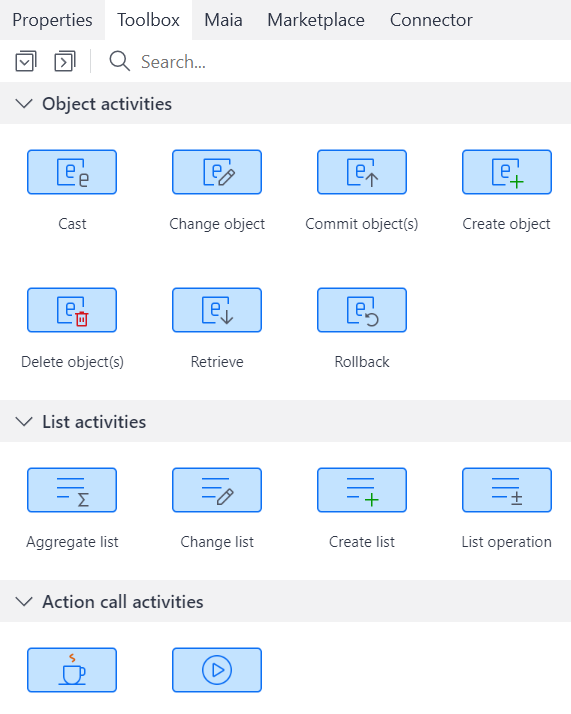 Properties Toolbox Maia Marketplace Connector
Search...
Object activities
Cast Change object Commit object(s) Create object
Delete object(s) Retrieve Rollback
List activities
Aggregate list Change list Create list List operation
Action call activities